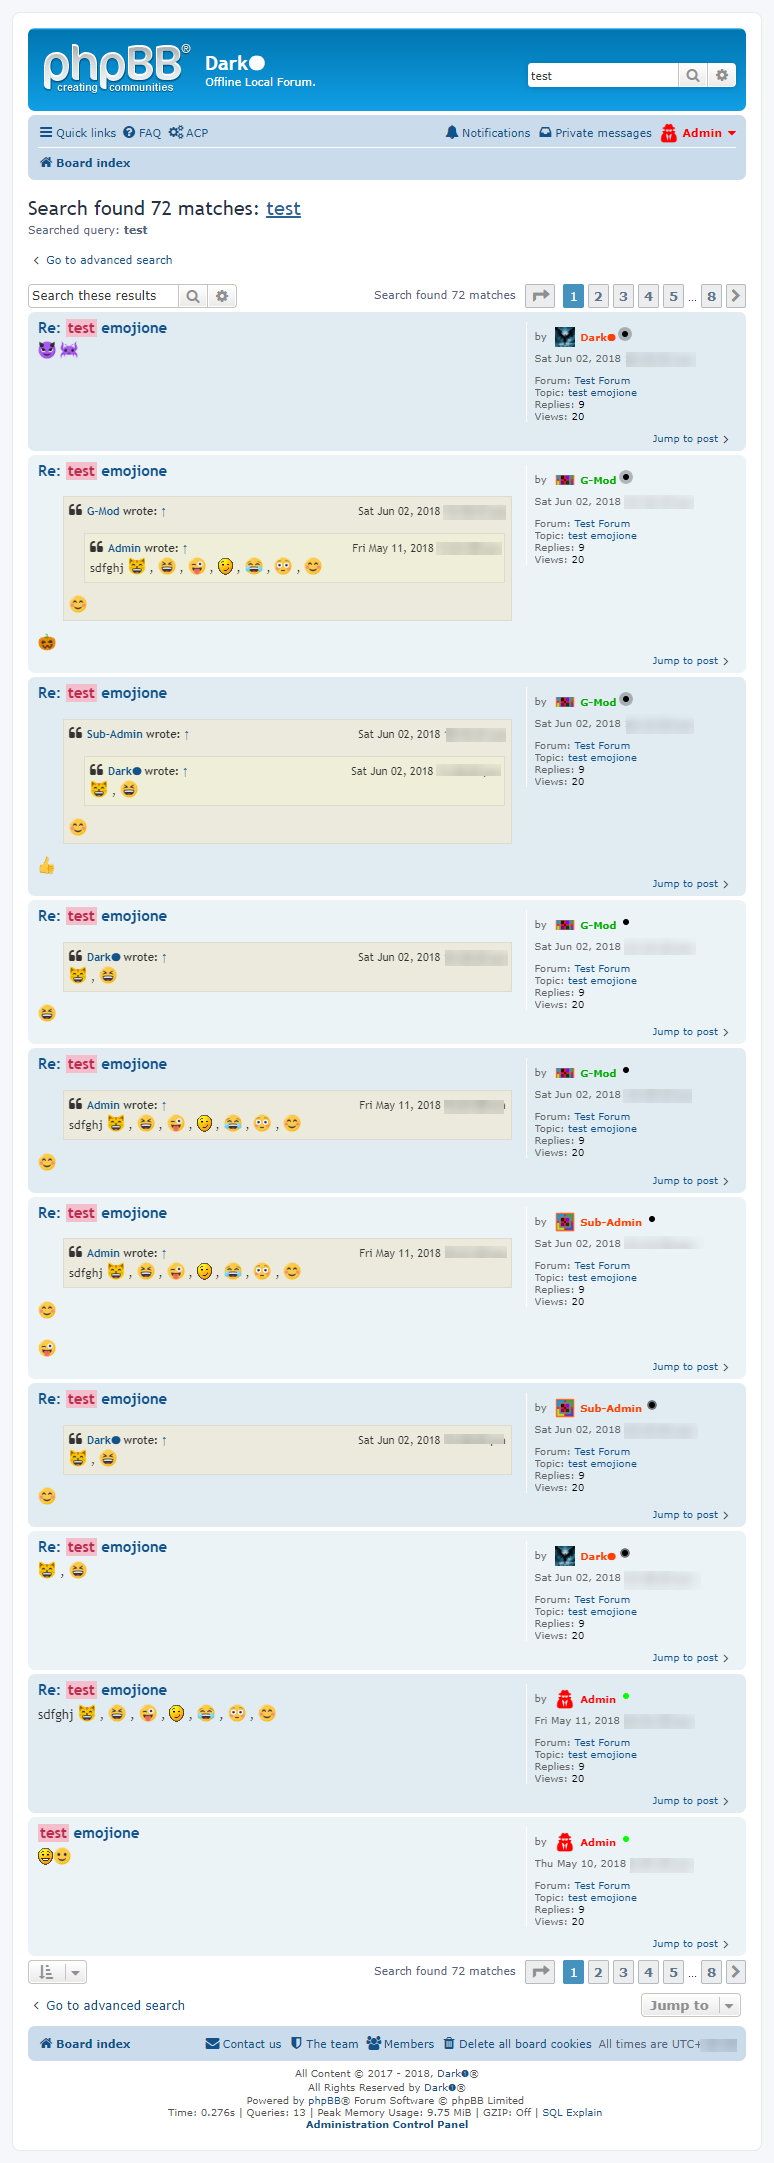 phpBB®
creating communities
Dark●
Offline Local Forum.
test
Quick links FAQ ACP Notifications Private messages Admin
Board index
Search found 72 matches: test
Searched query: test
Go to advanced search
Search these results Search found 72 matches 1 2 3 4 5 … 8
Re: test emojione
by Dark●
Sat Jun 02, 2018
Forum: Test Forum
Topic: test emojione
Replies: 9
Views: 20
Jump to post
Re: test emojione
by G-Mod
Sat Jun 02, 2018
Forum: Test Forum
Topic: test emojione
Replies: 9
Views: 20
G-Mod wrote: ↑ Sat Jun 02, 2018
Admin wrote: ↑ Fri May 11, 2018
sdfghj 😸 , 😆 , 😜 , , 😂 , 😳 , 😊
😊
🎃
Jump to post
Re: test emojione
by G-Mod
Sat Jun 02, 2018
Forum: Test Forum
Topic: test emojione
Replies: 9
Views: 20
Sub-Admin wrote: ↑ Sat Jun 02, 2018
Dark● wrote: ↑ Sat Jun 02, 2018
😸 , 😆
😊
👍
Jump to post
Re: test emojione
by G-Mod
Sat Jun 02, 2018
Forum: Test Forum
Topic: test emojione
Replies: 9
Views: 20
Dark● wrote: ↑ Sat Jun 02, 2018
😸 , 😆
😆
Jump to post
Re: test emojione
by G-Mod
Sat Jun 02, 2018
Forum: Test Forum
Topic: test emojione
Replies: 9
Views: 20
Admin wrote: ↑ Fri May 11, 2018
sdfghj 😸 , 😆 , 😜 , , 😂 , 😳 , 😊
😊
Jump to post
Re: test emojione
by Sub-Admin
Sat Jun 02, 2018
Forum: Test Forum
Topic: test emojione
Replies: 9
Views: 20
Admin wrote: ↑ Fri May 11, 2018
sdfghj 😸 , 😆 , 😜 , , 😂 , 😳 , 😊
😊
😜
Jump to post
Re: test emojione
by Sub-Admin
Sat Jun 02, 2018
Forum: Test Forum
Topic: test emojione
Replies: 9
Views: 20
Dark● wrote: ↑ Sat Jun 02, 2018
😸 , 😆
😊
Jump to post
Re: test emojione
😸 , 😆
by Dark●
Sat Jun 02, 2018
Forum: Test Forum
Topic: test emojione
Replies: 9
Views: 20
Jump to post
Re: test emojione
sdfghj 😸 , 😆 , 😜 , , 😂 , 😳 , 😊
by Admin
Fri May 11, 2018
Forum: Test Forum
Topic: test emojione
Replies: 9
Views: 20
Jump to post
test emojione
by Admin
Thu May 10, 2018
Forum: Test Forum
Topic: test emojione
Replies: 9
Views: 20
Jump to post
Search found 72 matches 1 2 3 4 5 … 8
Go to advanced search Jump to
Board index Contact us The team Members Delete all board cookies All times are UTC+
All Content © 2017 - 2018, Dark●®
All Rights Reserved by Dark●®
Powered by phpBB® Forum Software © phpBB Limited
Time: 0.276s | Queries: 13 | Peak Memory Usage: 9.75 MiB | GZIP: Off | SQL Explain
Administration Control Panel